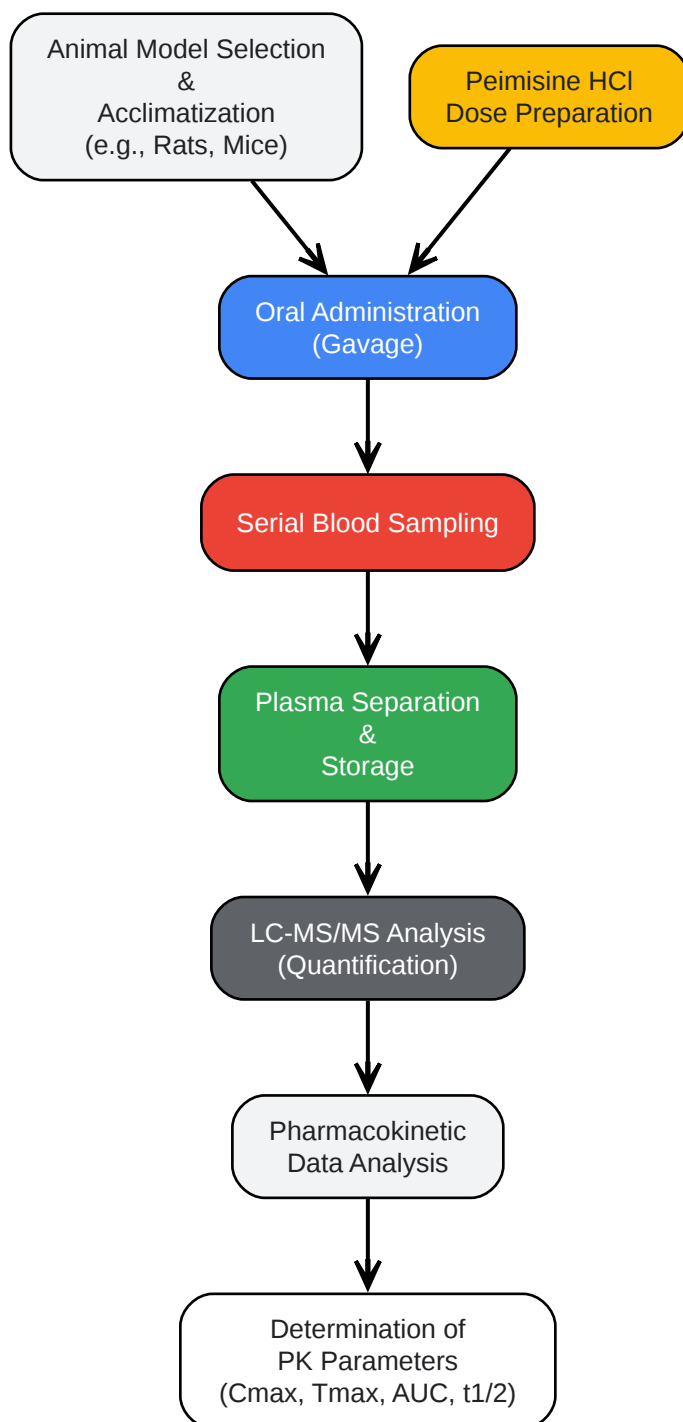 Animal Model Selection
&
Acclimatization
(e.g., Rats, Mice)
Peimisine HCl
Dose Preparation
Oral Administration
(Gavage)
Serial Blood Sampling
Plasma Separation
&
Storage
LC-MS/MS Analysis
(Quantification)
Pharmacokinetic
Data Analysis
Determination of
PK Parameters
(Cmax, Tmax, AUC, t1/2)